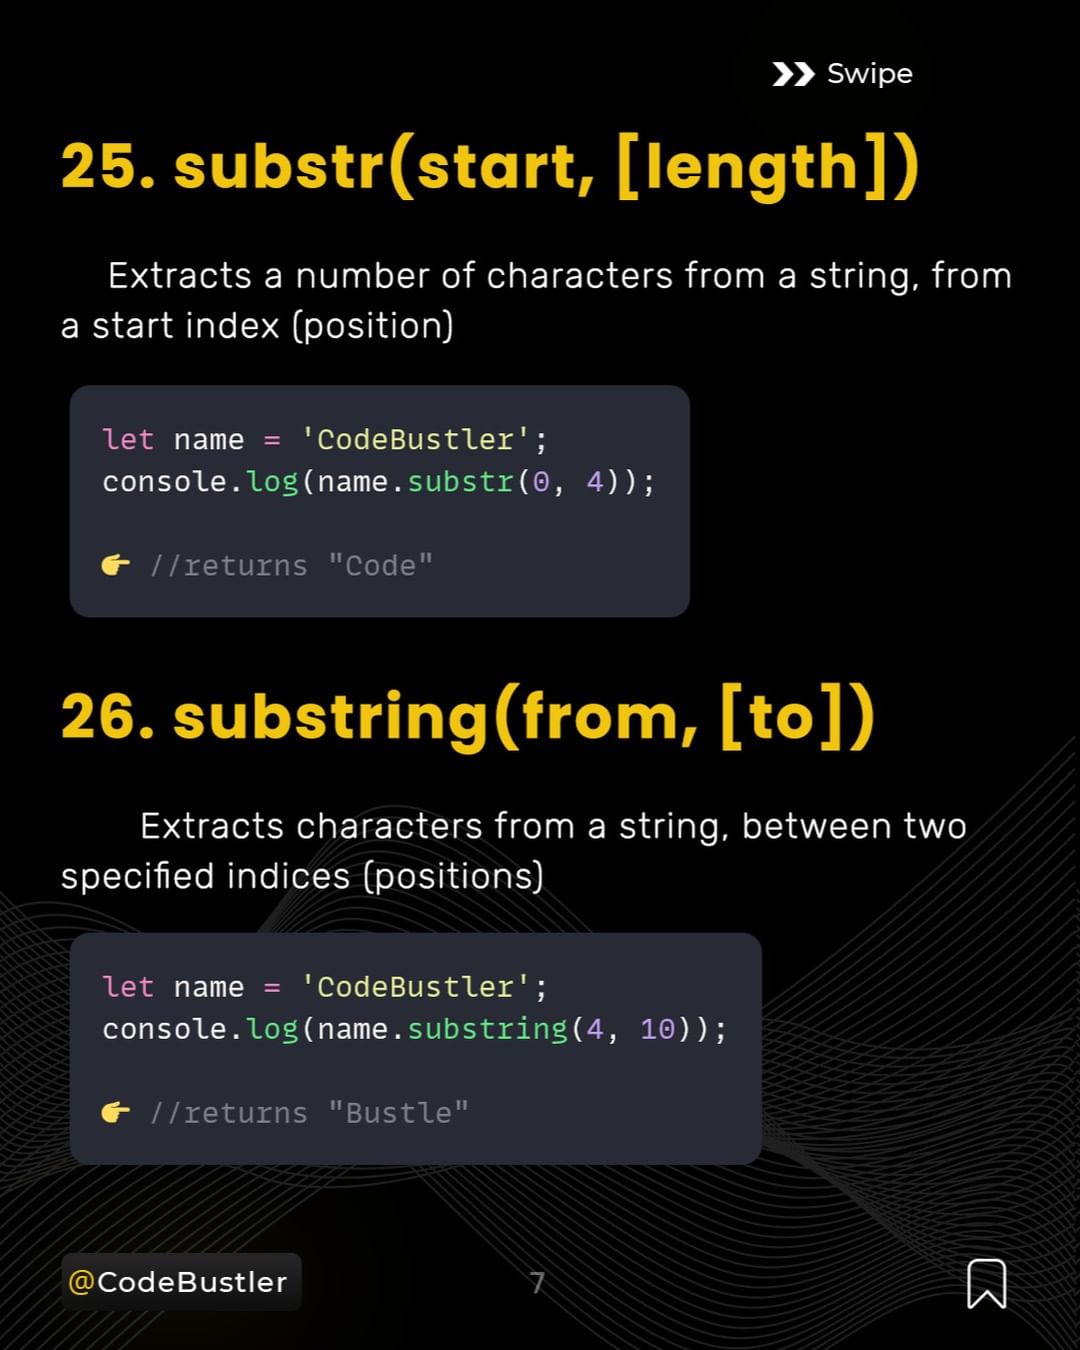 Swipe
25. substr(start, [length])
Extracts a number of characters from a string, from
a start index (position)
let name = 'CodeBustler';
console.log(name.substr(0, 4));
👉 //returns "Code"
26. substring(from, [to])
Extracts characters from a string, between two
specified indices (positions)
let name = 'CodeBustler';
console.log(name.substring(4, 10));
👉 //returns "Bustle"
@CodeBustler
7